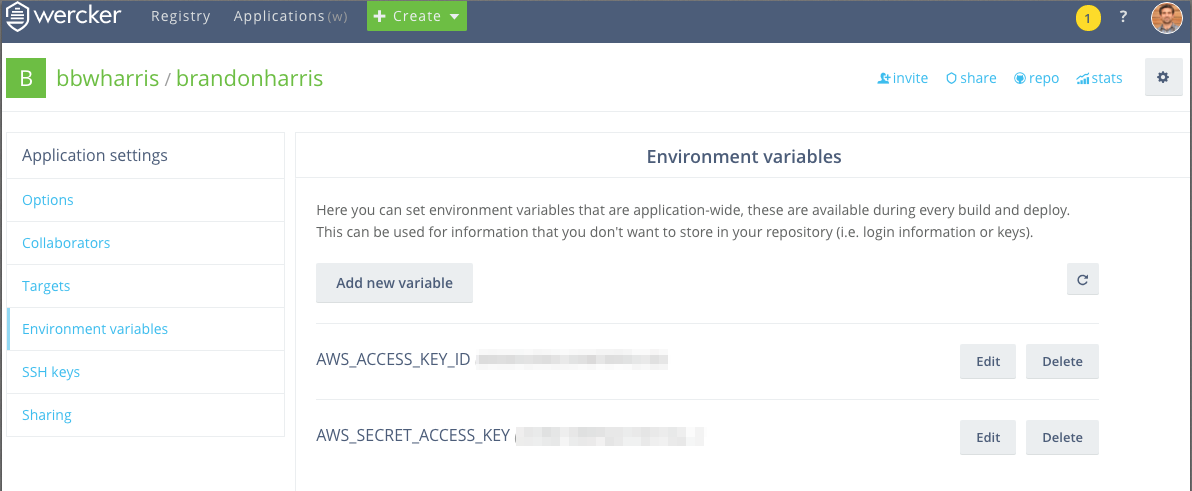 wercker Registry Applications (w) + Create 1 ?
B bbwharris / brandonharris invite share repo stats
Application settings
Options
Collaborators
Targets
Environment variables
SSH keys
Sharing
Environment variables
Here you can set environment variables that are application-wide, these are available during every build and deploy.
This can be used for information that you don't want to store in your repository (i.e. login information or keys).
Add new variable
AWS_ACCESS_KEY_ID Edit Delete
AWS_SECRET_ACCESS_KEY Edit Delete